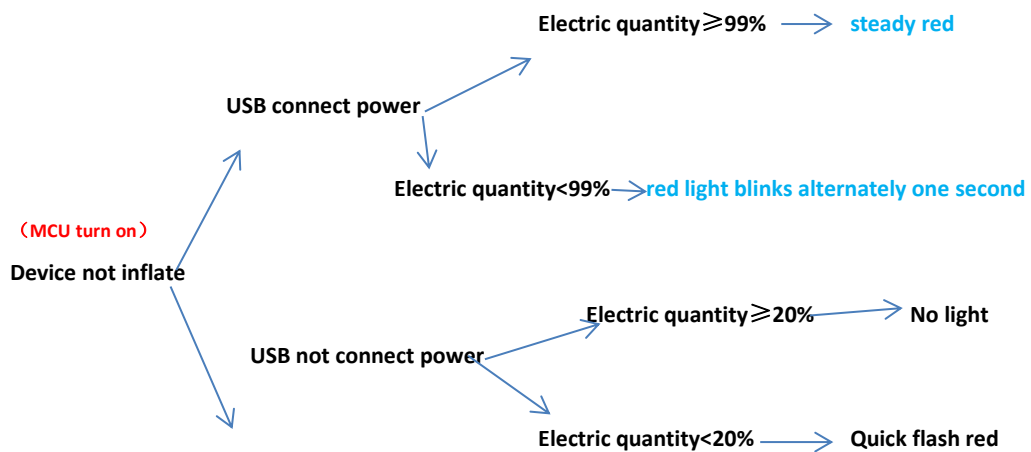 Electric quantity≥99%
steady red
USB connect power
Electric quantity<99%
red light blinks alternately one second
（MCU turn on）
Device not inflate
Electric quantity≥20%
No light
USB not connect power
Electric quantity<20%
Quick flash red